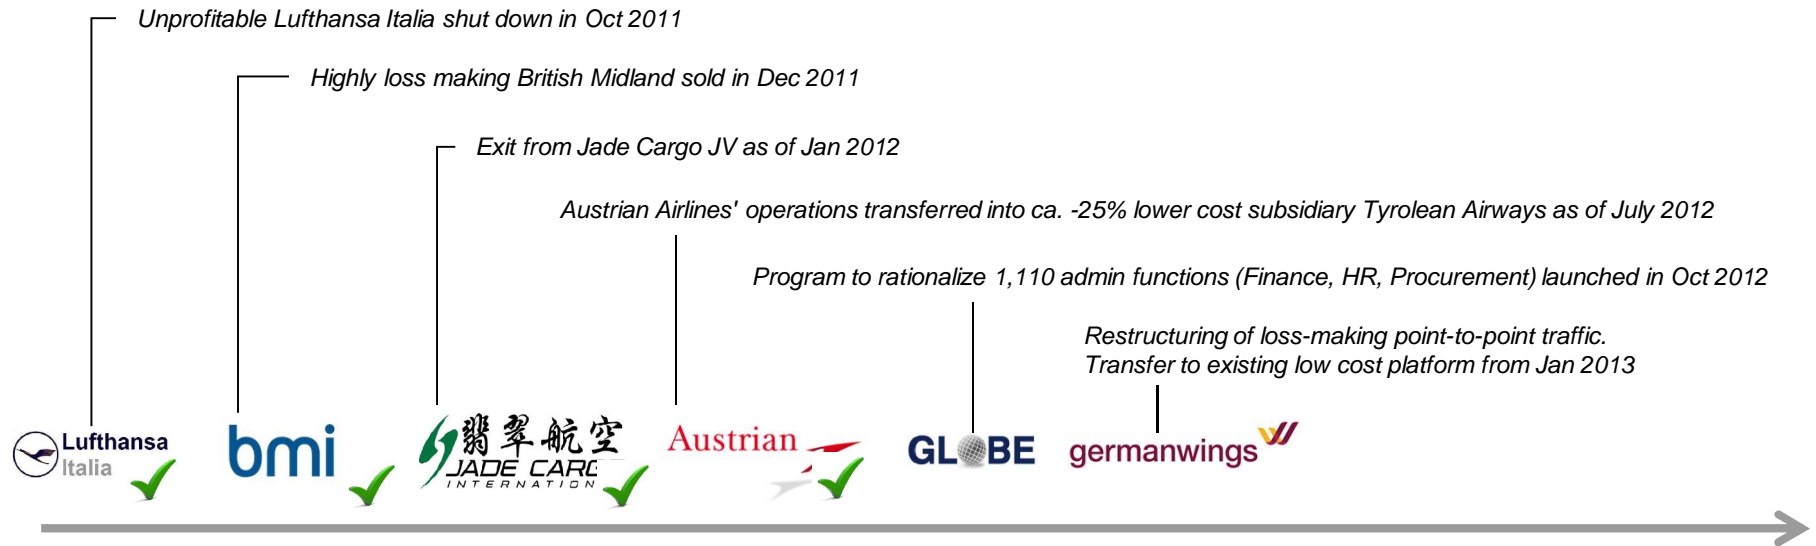 Unprofitable Lufthansa Italia shut down in Oct 2011
Highly loss making British Midland sold in Dec 2011
Exit from Jade Cargo JV as of Jan 2012
Austrian Airlines' operations transferred into ca. -25% lower cost subsidiary Tyrolean Airways as of July 2012
Program to rationalize 1,110 admin functions (Finance, HR, Procurement) launched in Oct 2012
Restructuring of loss-making point-to-point traffic.
Transfer to existing low cost platform from Jan 2013
Lufthansa
Italia
bmi
翡翠航空
JADE CARG
INTERNATION
Austrian
GLOBE
germanwings